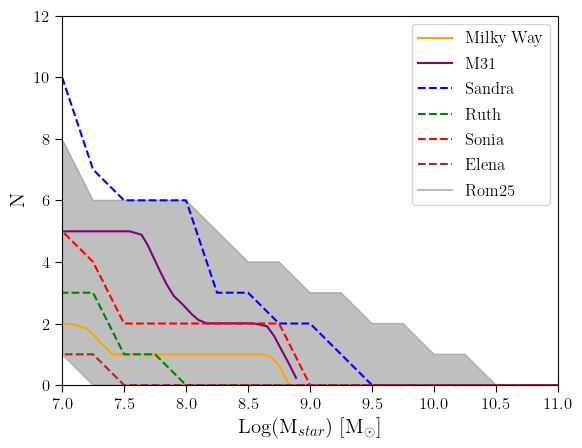 12
10
8
6
4
2
0
N
Milky Way
M31
Sandra
Ruth
Sonia
Elena
Rom25
7.0 7.5 8.0 8.5 9.0 9.5 10.0 10.5 11.0
Log(M$_{star}$) [M$_{\odot}$]